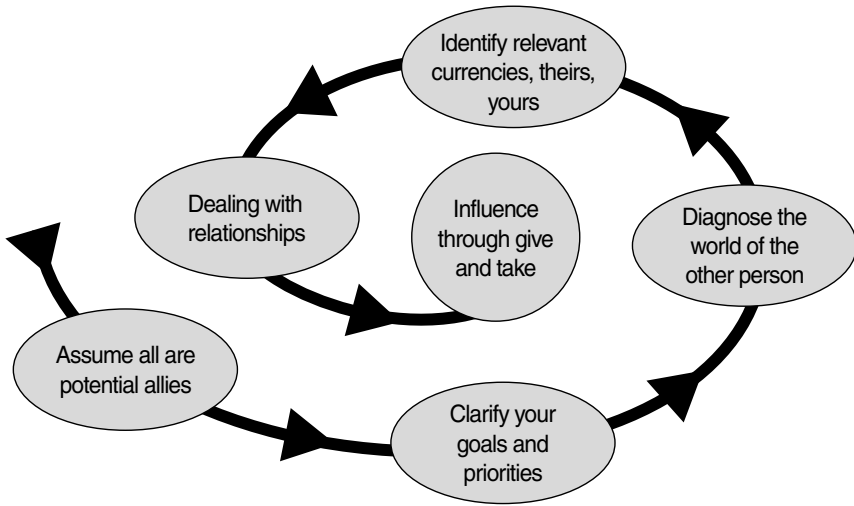 Identify relevant
currencies, theirs,
yours
Dealing with
relationships
Influence
through give
and take
Diagnose the
world of the
other person
Assume all are
potential allies
Clarify your
goals and
priorities